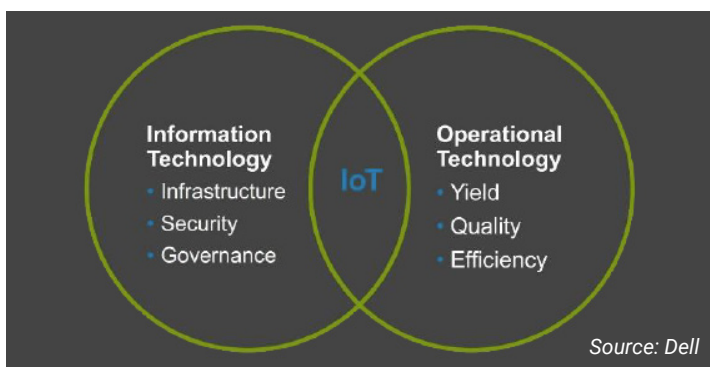 Information
Technology
• Infrastructure
• Security
• Governance
IoT
Operational
Technology
• Yield
• Quality
• Efficiency
Source: Dell